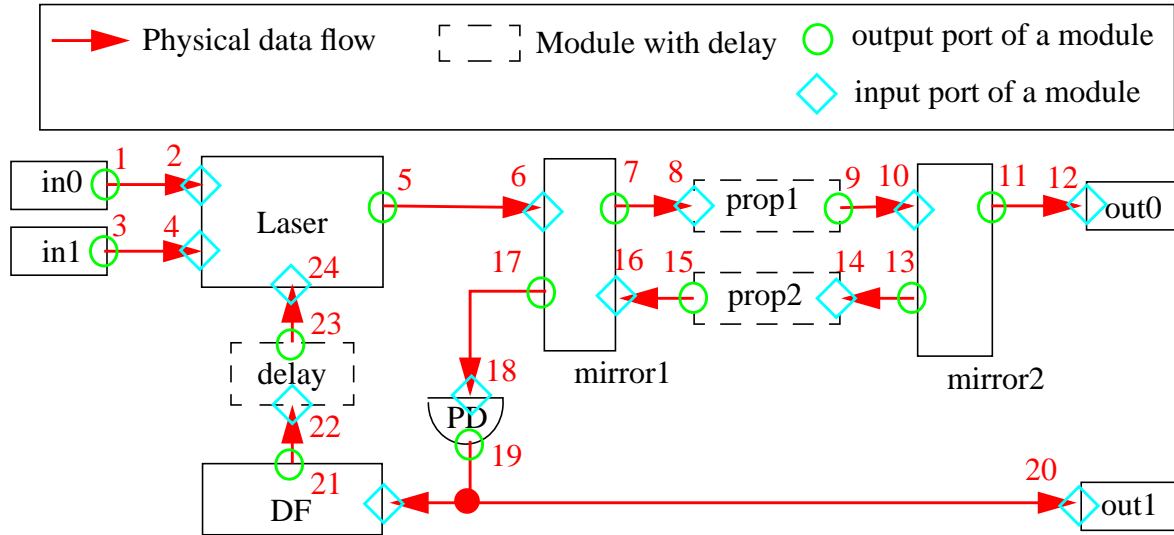 Physical data flow
Module with delay
output port of a module
input port of a module
in0
1
2
Laser
5
6
7
8
prop1
9
10
11
12
out0
in1
3
4
24
17
16
15
prop2
14
13
mirror1
mirror2
23
delay
22
18
PD
19
21
DF
20
out1